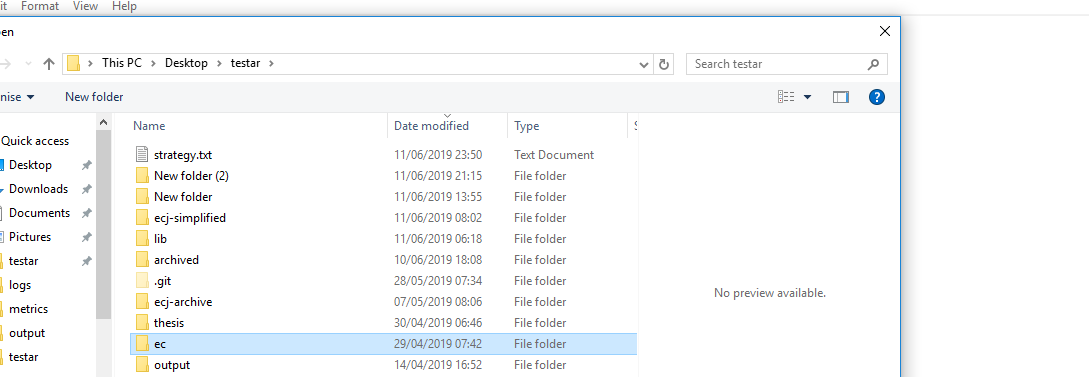 it Format View Help
en
This PC Desktop testar Search testar
nise New folder
Name Date modified Type S
Quick access
Desktop
Downloads
Documents
Pictures
testar
logs
metrics
output
testar
strategy.txt 11/06/2019 23:50 Text Document
New folder (2) 11/06/2019 21:15 File folder
New folder 11/06/2019 13:55 File folder
ecj-simplified 11/06/2019 08:02 File folder
lib 11/06/2019 06:18 File folder
archived 10/06/2019 18:08 File folder
.git 28/05/2019 07:34 File folder
ecj-archive 07/05/2019 08:06 File folder
thesis 30/04/2019 06:46 File folder
ec 29/04/2019 07:42 File folder
output 14/04/2019 16:52 File folder
No preview available.